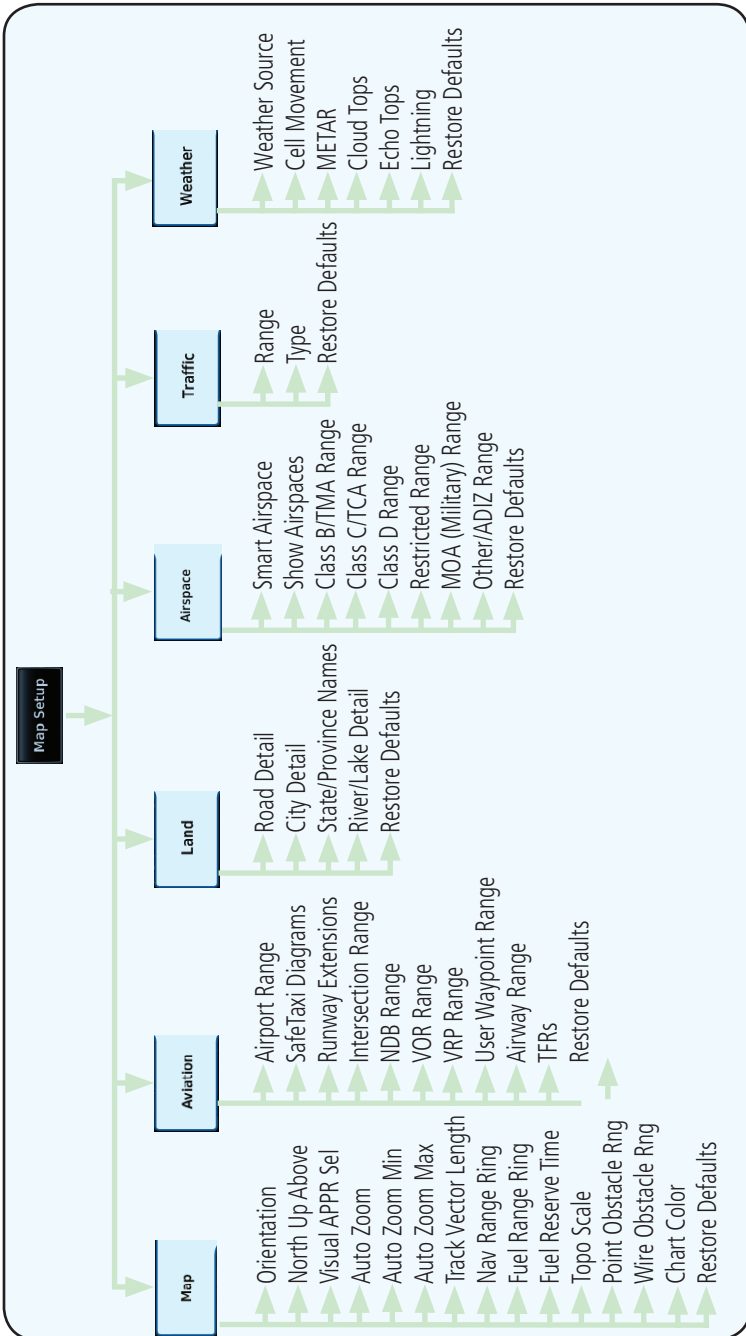 Map Setup
Map
Orientation
North Up Above
Visual APPR Sel
Auto Zoom
Auto Zoom Min
Auto Zoom Max
Track Vector Length
Nav Range Ring
Fuel Range Ring
Fuel Reserve Time
Topo Scale
Point Obstacle Rng
Wire Obstacle Rng
Chart Color
Restore Defaults
Aviation
Airport Range
SafeTaxi Diagrams
Runway Extensions
Intersection Range
NDB Range
VOR Range
VRP Range
User Waypoint Range
Airway Range
TFRs
Restore Defaults
Land
Road Detail
City Detail
State/Province Names
River/Lake Detail
Restore Defaults
Airspace
Smart Airspace
Show Airspaces
Class B/TMA Range
Class C/TCA Range
Class D Range
Restricted Range
MOA (Military) Range
Other/ADIZ Range
Restore Defaults
Traffic
Range
Type
Restore Defaults
Weather
Weather Source
Cell Movement
METAR
Cloud Tops
Echo Tops
Lightning
Restore Defaults